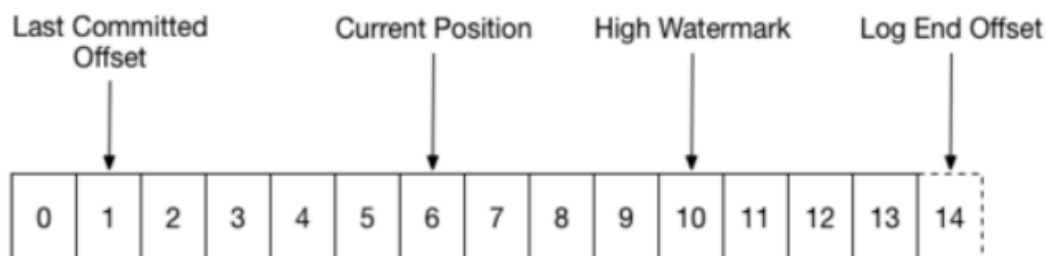 Last Committed
Offset
Current Position
High Watermark
Log End Offset
0 1 2 3 4 5 6 7 8 9 10 11 12 13 14